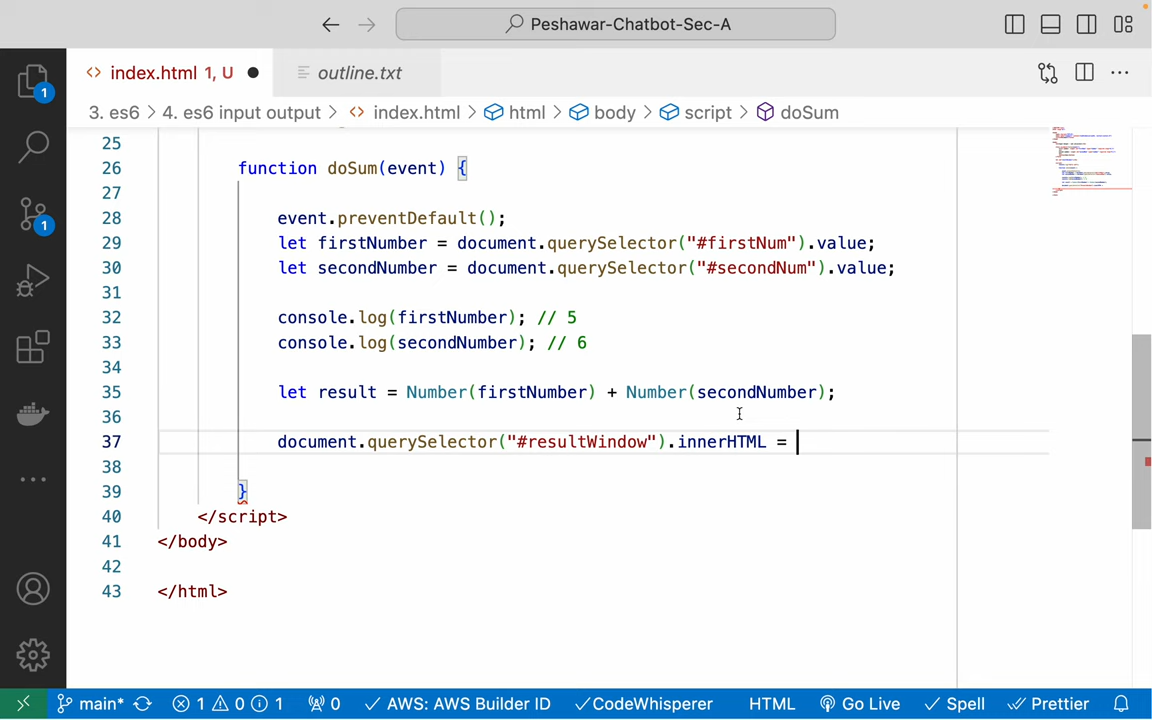 Peshawar-Chatbot-Sec-A
index.html 1, U
outline.txt
3. es6 > 4. es6 input output > index.html > html > body > script > doSum
25
26 function doSum(event) {
27
28 event.preventDefault();
29 let firstNumber = document.querySelector("#firstNum").value;
30 let secondNumber = document.querySelector("#secondNum").value;
31
32 console.log(firstNumber); // 5
33 console.log(secondNumber); // 6
34
35 let result = Number(firstNumber) + Number(secondNumber);
36
37 document.querySelector("#resultWindow").innerHTML =
38
39 }
40 </script>
41 </body>
42
43 </html>
1
1
main* 1 0 1 0 AWS: AWS Builder ID CodeWhisperer HTML Go Live Spell Prettier